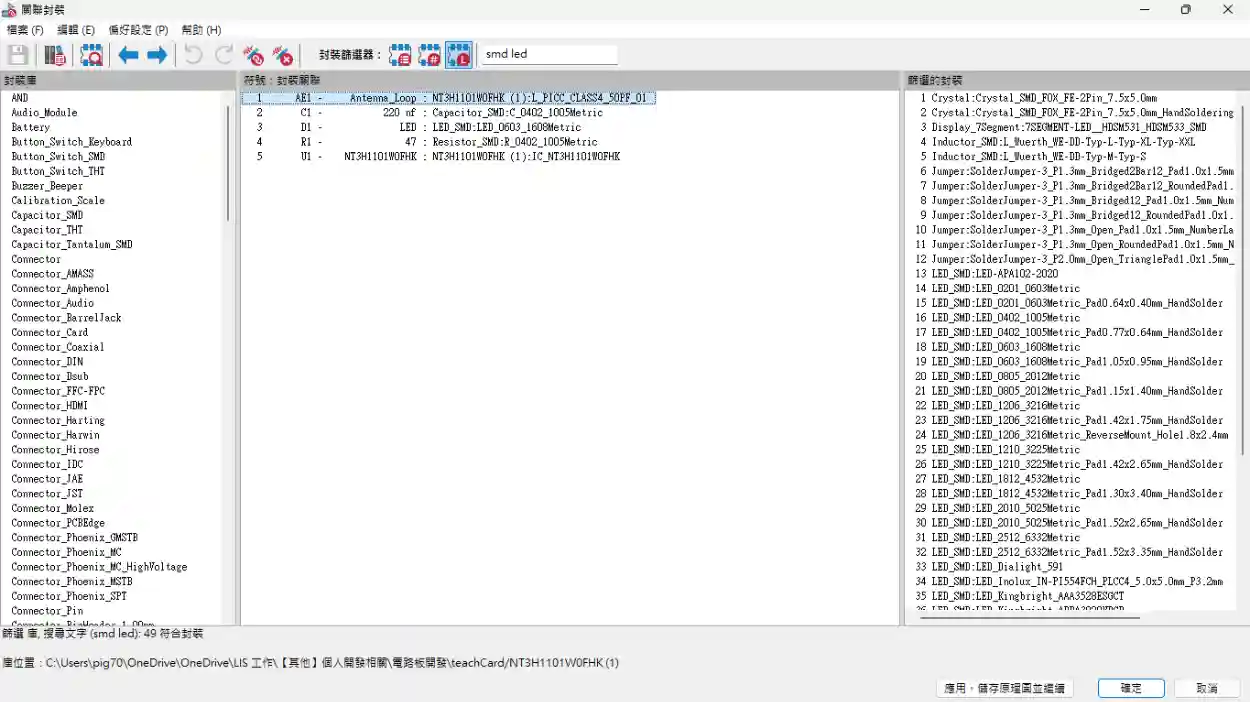 關聯封裝
檔案 (F) 編輯 (E) 偏好設定 (P) 幫助 (H)
封裝篩選器： smd led
封裝庫
AND
Audio_Module
Battery
Button_Switch_Keyboard
Button_Switch_SMD
Button_Switch_THT
Buzzer_Beeper
Calibration_Scale
Capacitor_SMD
Capacitor_THT
Capacitor_Tantalum_SMD
Connector
Connector_AMASS
Connector_Amphenol
Connector_Audio
Connector_BarrelJack
Connector_Card
Connector_Coaxial
Connector_DIN
Connector_Dsub
Connector_FFC-FPC
Connector_HDMI
Connector_Harting
Connector_Harwin
Connector_Hirose
Connector_IDC
Connector_JAE
Connector_JST
Connector_Molex
Connector_PCBEdge
Connector_Phoenix_GMSTB
Connector_Phoenix_MC
Connector_Phoenix_MC_HighVoltage
Connector_Phoenix_MSTB
Connector_Phoenix_SPT
Connector_Pin
Connector_PinHeader_1.00mm
符號：封裝關聯
1 AE1 - Antenna_Loop : NT3H1101W0FHK (1):L_PICC_CLASS4_50PF_01
2 C1 - 220 nf : Capacitor_SMD:C_0402_1005Metric
3 D1 - LED : LED_SMD:LED_0603_1608Metric
4 R1 - 47 : Resistor_SMD:R_0402_1005Metric
5 U1 - NT3H1101W0FHK : NT3H1101W0FHK (1):IC_NT3H1101W0FHK
篩選的封裝
1 Crystal:Crystal_SMD_FOX_FE-2Pin_7.5x5.0mm
2 Crystal:Crystal_SMD_FOX_FE-2Pin_7.5x5.0mm_HandSoldering
3 Display_7Segment:7SEGMENT-LED__HDSM531_HDSM533_SMD
4 Inductor_SMD:L_Wuerth_WE-DD-Typ-L-Typ-XL-Typ-XXL
5 Inductor_SMD:L_Wuerth_WE-DD-Typ-M-Typ-S
6 Jumper:SolderJumper-3_P1.3mm_Bridged2Bar12_Pad1.0x1.5mm
7 Jumper:SolderJumper-3_P1.3mm_Bridged2Bar12_RoundedPad1.
8 Jumper:SolderJumper-3_P1.3mm_Bridged12_Pad1.0x1.5mm_Num
9 Jumper:SolderJumper-3_P1.3mm_Bridged12_RoundedPad1.0x1.
10 Jumper:SolderJumper-3_P1.3mm_Open_Pad1.0x1.5mm_NumberLa
11 Jumper:SolderJumper-3_P1.3mm_Open_RoundedPad1.0x1.5mm_N
12 Jumper:SolderJumper-3_P2.0mm_Open_TrianglePad1.0x1.5mm_
13 LED_SMD:LED-APA102-2020
14 LED_SMD:LED_0201_0603Metric
15 LED_SMD:LED_0201_0603Metric_Pad0.64x0.40mm_HandSolder
16 LED_SMD:LED_0402_1005Metric
17 LED_SMD:LED_0402_1005Metric_Pad0.77x0.64mm_HandSolder
18 LED_SMD:LED_0603_1608Metric
19 LED_SMD:LED_0603_1608Metric_Pad1.05x0.95mm_HandSolder
20 LED_SMD:LED_0805_2012Metric
21 LED_SMD:LED_0805_2012Metric_Pad1.15x1.40mm_HandSolder
22 LED_SMD:LED_1206_3216Metric
23 LED_SMD:LED_1206_3216Metric_Pad1.42x1.75mm_HandSolder
24 LED_SMD:LED_1206_3216Metric_ReverseMount_Hole1.8x2.4mm
25 LED_SMD:LED_1210_3225Metric
26 LED_SMD:LED_1210_3225Metric_Pad1.42x2.65mm_HandSolder
27 LED_SMD:LED_1812_4532Metric
28 LED_SMD:LED_1812_4532Metric_Pad1.30x3.40mm_HandSolder
29 LED_SMD:LED_2010_5025Metric
30 LED_SMD:LED_2010_5025Metric_Pad1.52x2.65mm_HandSolder
31 LED_SMD:LED_2512_6332Metric
32 LED_SMD:LED_2512_6332Metric_Pad1.52x3.35mm_HandSolder
33 LED_SMD:LED_Dialight_591
34 LED_SMD:LED_Inolux_IN-PI554FCH_PLCC4_5.0x5.0mm_P3.2mm
35 LED_SMD:LED_Kingbright_AAA3528ESGCT
篩選 庫, 搜尋文字 (smd led): 49 符合封裝
庫位置：C:\Users\pig70\OneDrive\OneDrive\LIS 工作\【其他】個人開發相關\電路板開發\teachCard/NT3H1101W0FHK (1)
應用，儲存原理圖並繼續 確定 取消